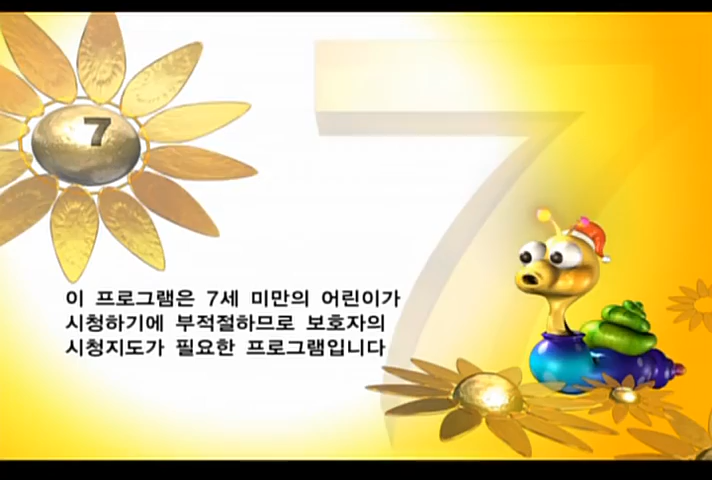 7
7
이 프로그램은 7세 미만의 어린이가
시청하기에 부적절하므로 보호자의
시청지도가 필요한 프로그램입니다